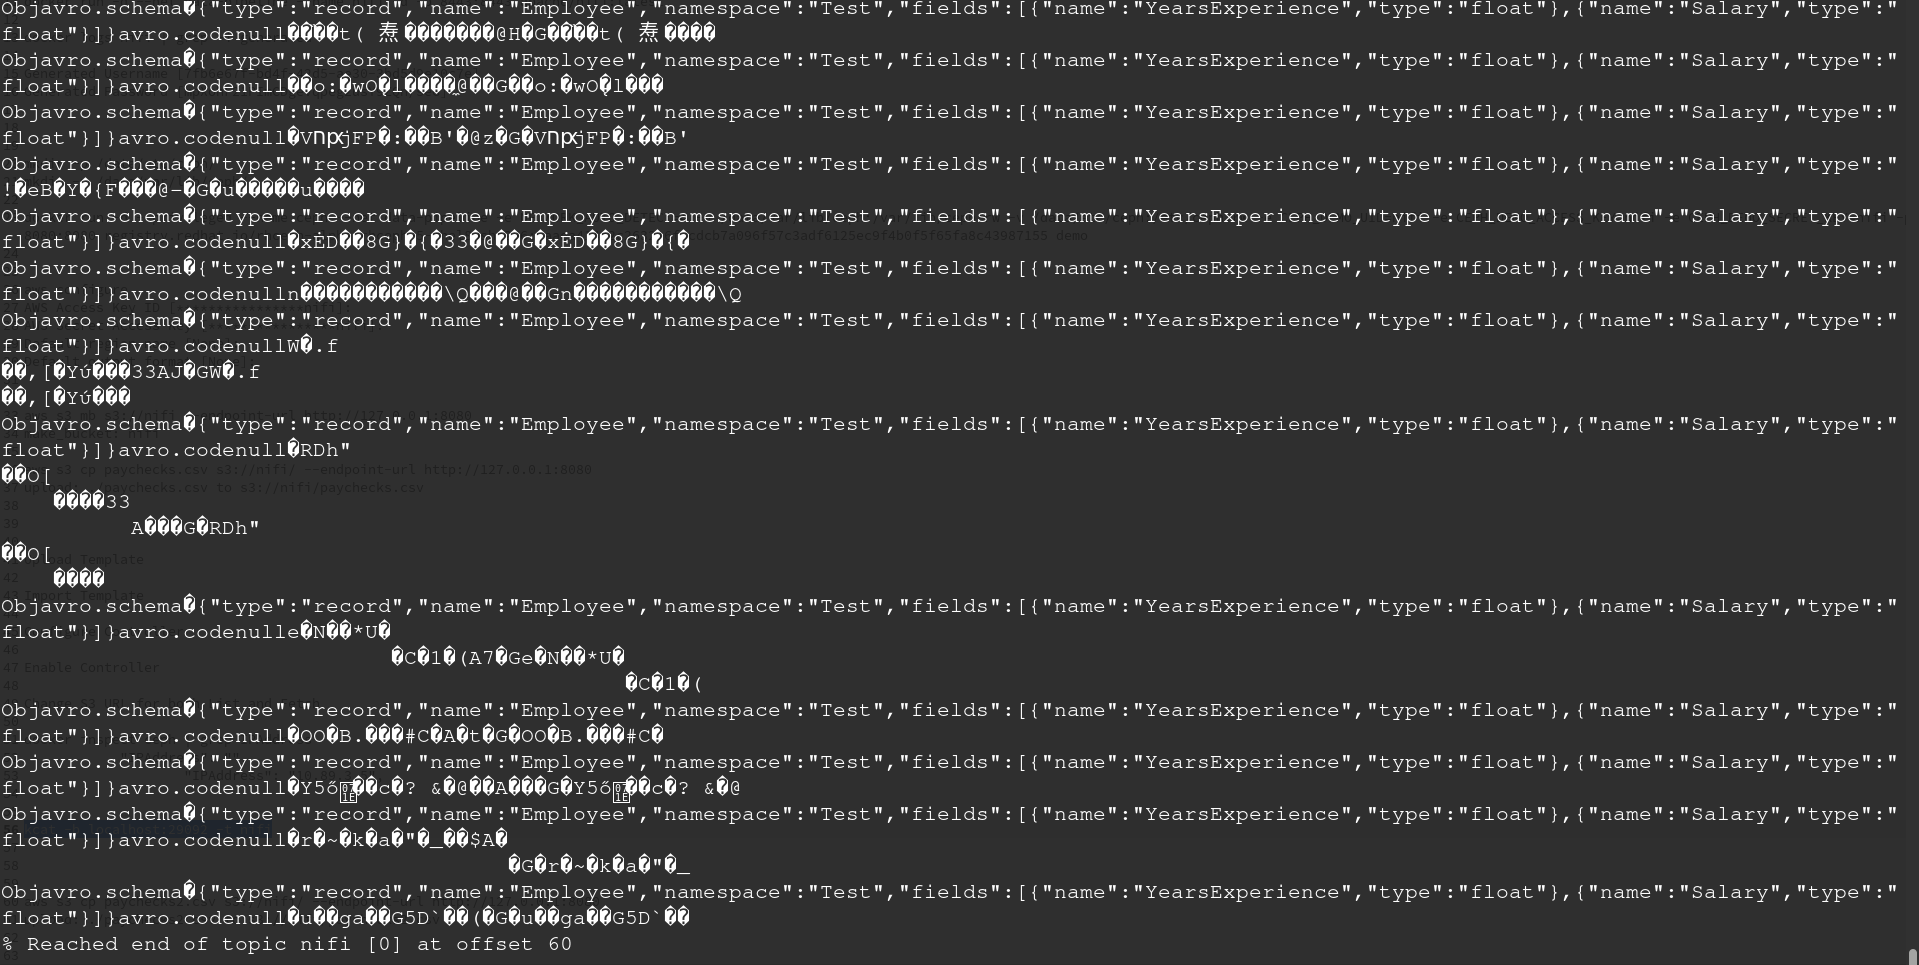 Objavro.schema�{"type":"record","name":"Employee","namespace":"Test","fields":[{"name":"YearsExperience","type":"float"},{"name":"Salary","type":"
float"}]}avro.codenull����t( 焘��������@H�G����t( 焘����
Objavro.schema�{"type":"record","name":"Employee","namespace":"Test","fields":[{"name":"YearsExperience","type":"float"},{"name":"Salary","type":"
float"}]}avro.codenull��o:�wO�l����@��G��o:�wO�l���
Objavro.schema�{"type":"record","name":"Employee","namespace":"Test","fields":[{"name":"YearsExperience","type":"float"},{"name":"Salary","type":"
float"}]}avro.codenull�
Objavro.schema�{"type":"record","name":"Employee","namespace":"Test","fields":[{"name":"YearsExperience","type":"float"},{"name":"Salary","type":"
!�eB�Y�{F���@-�G�u�����u����
Objavro.schema�{"type":"record","name":"Employee","namespace":"Test","fields":[{"name":"YearsExperience","type":"float"},{"name":"Salary","type":"
float"}]}avro.codenull�xED��8G}�{�33�@��G�xED��8G}�{�
Objavro.schema�{"type":"record","name":"Employee","namespace":"Test","fields":[{"name":"YearsExperience","type":"float"},{"name":"Salary","type":"
float"}]}avro.codenulln�����������\Q���@��Gn�����������\Q
Objavro.schema�{"type":"record","name":"Employee","namespace":"Test","fields":[{"name":"YearsExperience","type":"float"},{"name":"Salary","type":"
float"}]}avro.codenullW�.f
��,[�Yύ���33AJ�GW�.f
��,[�Yύ���
Objavro.schema�{"type":"record","name":"Employee","namespace":"Test","fields":[{"name":"YearsExperience","type":"float"},{"name":"Salary","type":"
float"}]}avro.codenull�RDh"
��O[
����33
A���G�RDh"
��O[
����
Objavro.schema�{"type":"record","name":"Employee","namespace":"Test","fields":[{"name":"YearsExperience","type":"float"},{"name":"Salary","type":"
float"}]}avro.codenulle�N��*U�
�C�1�(A7�Ge�N��*U�
�C�1�(
Objavro.schema�{"type":"record","name":"Employee","namespace":"Test","fields":[{"name":"YearsExperience","type":"float"},{"name":"Salary","type":"
float"}]}avro.codenull�OO�B.���#C�A�t�G�OO�B.���#C�
Objavro.schema�{"type":"record","name":"Employee","namespace":"Test","fields":[{"name":"YearsExperience","type":"float"},{"name":"Salary","type":"
float"}]}avro.codenull�Y5ő��c�? &�@��A���G�Y5ő��c�? &�@
Objavro.schema�{"type":"record","name":"Employee","namespace":"Test","fields":[{"name":"YearsExperience","type":"float"},{"name":"Salary","type":"
float"}]}avro.codenull�r�~�k�a�"�_��$A�
�G�r�~�k�a�"�_
Objavro.schema�{"type":"record","name":"Employee","namespace":"Test","fields":[{"name":"YearsExperience","type":"float"},{"name":"Salary","type":"
float"}]}avro.codenull�u��ga��G5D`��(�G�u��ga��G5D`��
% Reached end of topic nifi [0] at offset 60